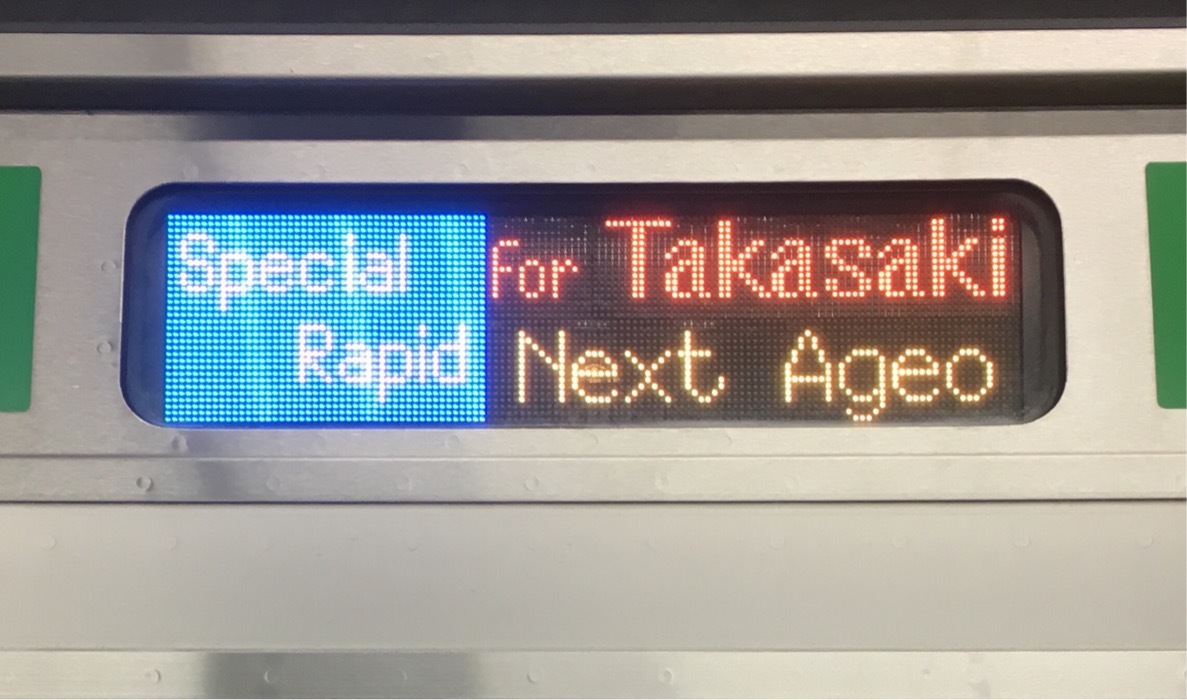 Special
Rapid
For Takasaki
Next Ageo